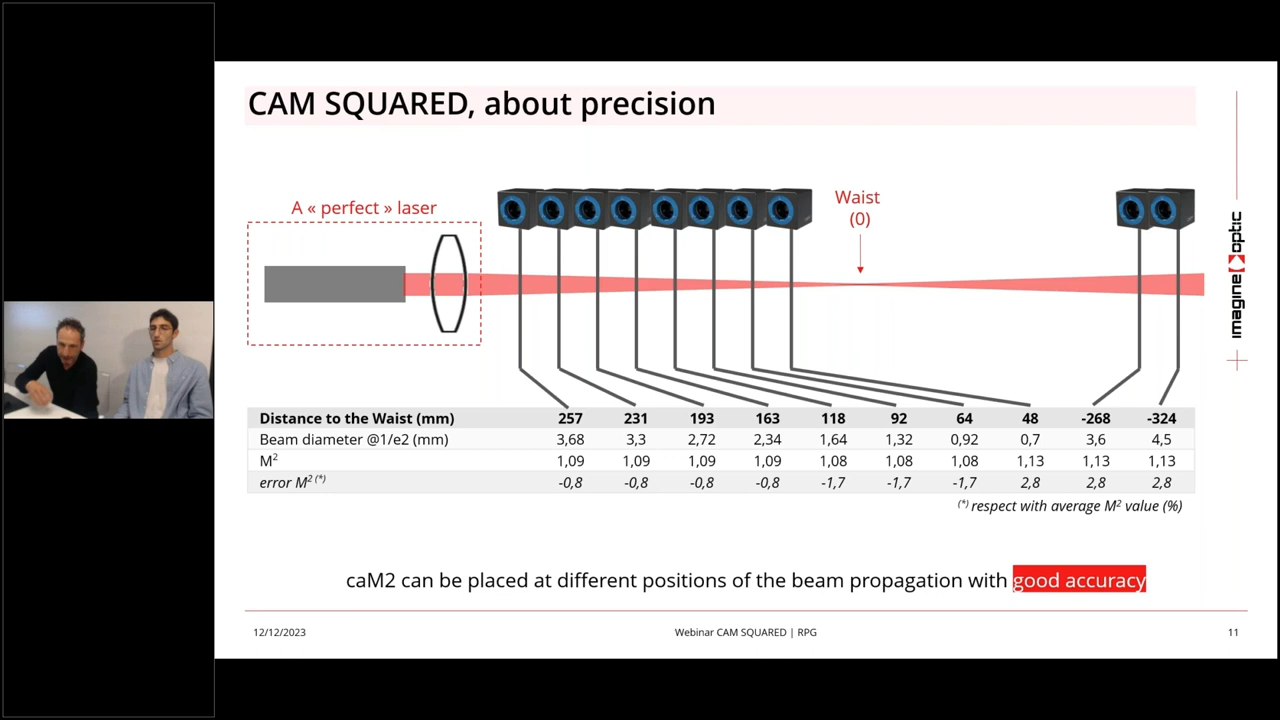 CAM SQUARED, about precision
A « perfect » laser
Waist
(0)
Distance to the Waist (mm) 257 231 193 163 118 92 64 48 -268 -324
Beam diameter @1/e2 (mm) 3,68 3,3 2,72 2,34 1,64 1,32 0,92 0,7 3,6 4,5
M² 1,09 1,09 1,09 1,09 1,08 1,08 1,08 1,13 1,13 1,13
error M² (*) -0,8 -0,8 -0,8 -0,8 -1,7 -1,7 -1,7 2,8 2,8 2,8
(*) respect with average M² value (%)
caM2 can be placed at different positions of the beam propagation with good accuracy
12/12/2023 Webinar CAM SQUARED | RPG 11
imagine optic